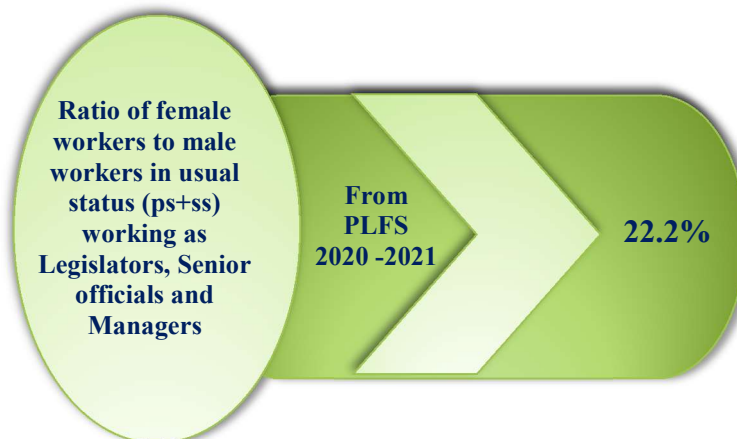 Ratio of female
workers to male
workers in usual
status (ps+ss)
working as
Legislators, Senior
officials and
Managers
From
PLFS
2020 -2021
22.2%